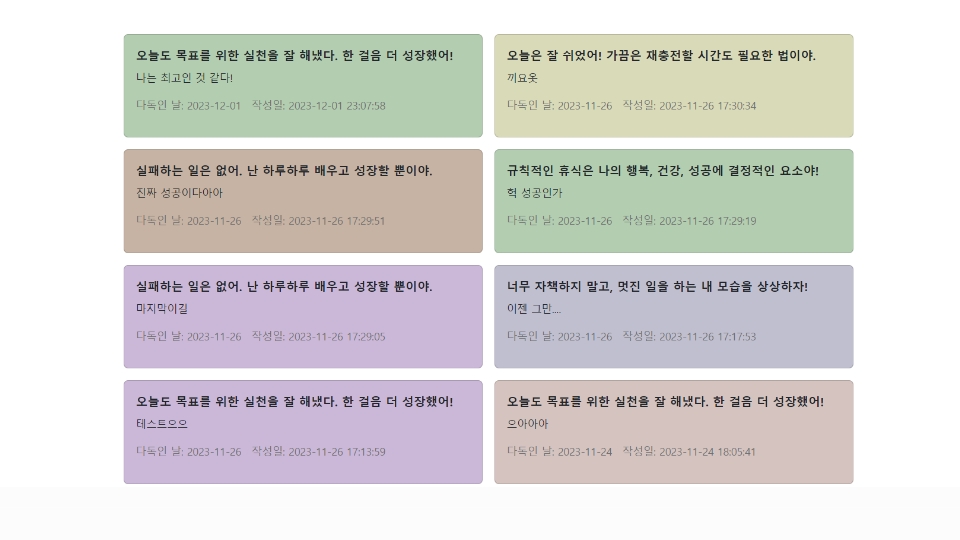 오늘도 목표를 위한 실천을 잘 해냈다. 한 걸음 더 성장했어!
나는 최고인 것 같다!
다독인 날: 2023-12-01 작성일: 2023-12-01 23:07:58
오늘은 잘 쉬었어! 가끔은 재충전할 시간도 필요한 법이야.
끼요옷
다독인 날: 2023-11-26 작성일: 2023-11-26 17:30:34
실패하는 일은 없어. 난 하루하루 배우고 성장할 뿐이야.
진짜 성공이다아아
다독인 날: 2023-11-26 작성일: 2023-11-26 17:29:51
규칙적인 휴식은 나의 행복, 건강, 성공에 결정적인 요소야!
헉 성공인가
다독인 날: 2023-11-26 작성일: 2023-11-26 17:29:19
실패하는 일은 없어. 난 하루하루 배우고 성장할 뿐이야.
마지막이길
다독인 날: 2023-11-26 작성일: 2023-11-26 17:29:05
너무 자책하지 말고, 멋진 일을 하는 내 모습을 상상하자!
이젠 그만....
다독인 날: 2023-11-26 작성일: 2023-11-26 17:17:53
오늘도 목표를 위한 실천을 잘 해냈다. 한 걸음 더 성장했어!
테스트으으
다독인 날: 2023-11-26 작성일: 2023-11-26 17:13:59
오늘도 목표를 위한 실천을 잘 해냈다. 한 걸음 더 성장했어!
으아아아
다독인 날: 2023-11-24 작성일: 2023-11-24 18:05:41